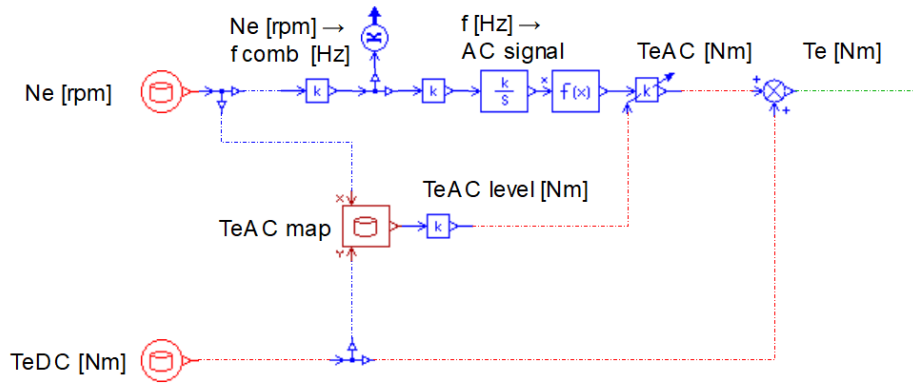 Ne [rpm] →
f comb [Hz]
K
f [Hz] →
AC signal
TeAC [Nm]
Te [Nm]
Ne [rpm]
k
k
k
s
x
f(x)
k
+
+
TeAC level [Nm]
x
TeAC map
k
Y
TeDC [Nm]